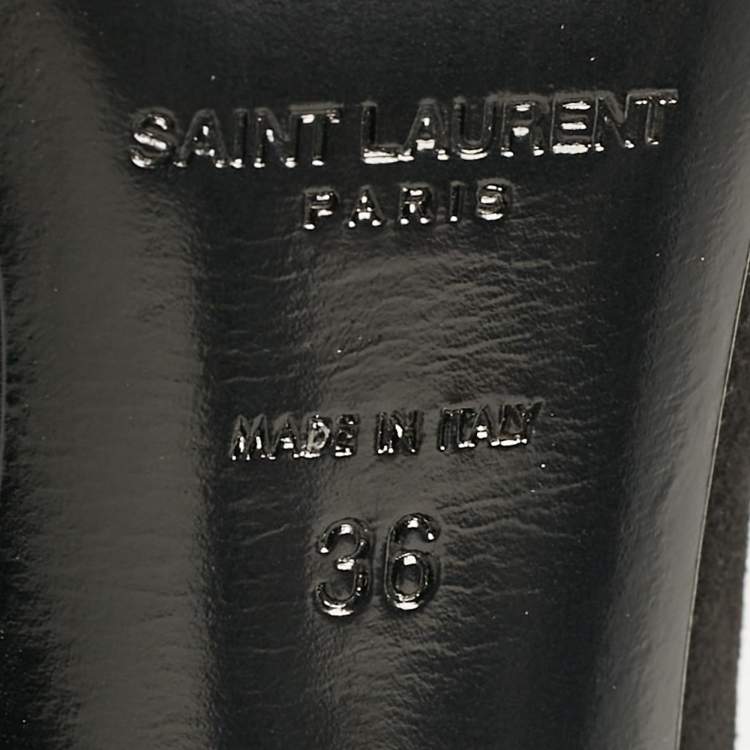 SAINT LAURENT
PARIS
MADE IN ITALY
36